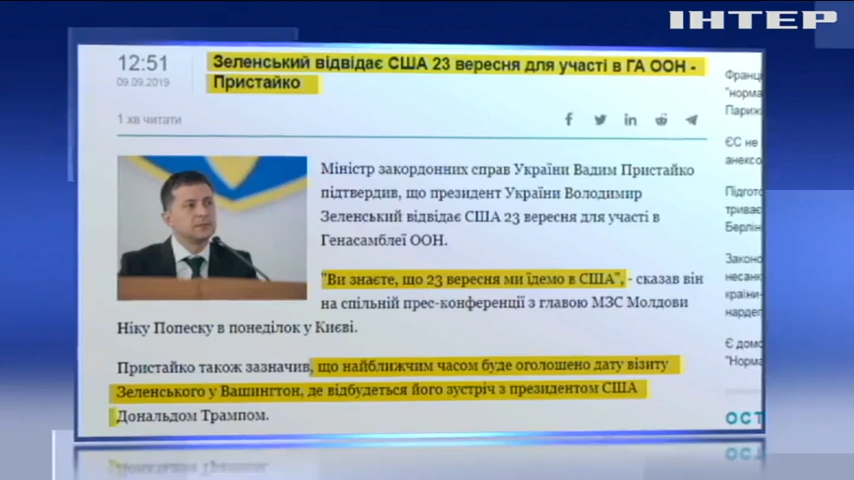 ІНТЕР
12:51
09.09.2019
Зеленський відвідає США 23 вересня для участі в ГА ООН -
Пристайко
1 хв читати
Міністр закордонних справ України Вадим Пристайко
підтвердив, що президент України Володимир
Зеленський відвідає США 23 вересня для участі в
Генасамблеї ООН.
"Ви знаєте, що 23 вересня ми їдемо в США", - сказав він
на спільній прес-конференції з главою МЗС Молдови
Ніку Попеску в понеділок у Києві.
Пристайко також зазначив, що найближчим часом буде оголошено дату візиту
Зеленського у Вашингтон, де відбудеться його зустріч з президентом США
Дональдом Трампом.
Франц
"норма
Париж
ЄС не
анексо
Підгото
триває
Берлін
Законо
несанк
країни-
нардеп
Є домо
"Норма
ОСТ